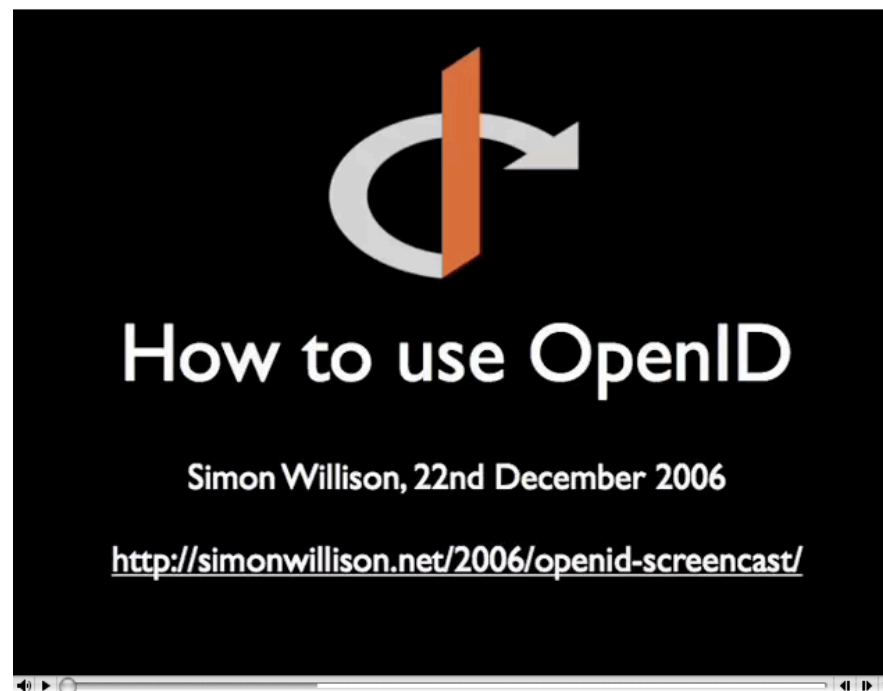 How to use OpenID
Simon Willison, 22nd December 2006
http://simonwillison.net/2006/openid-screencast/